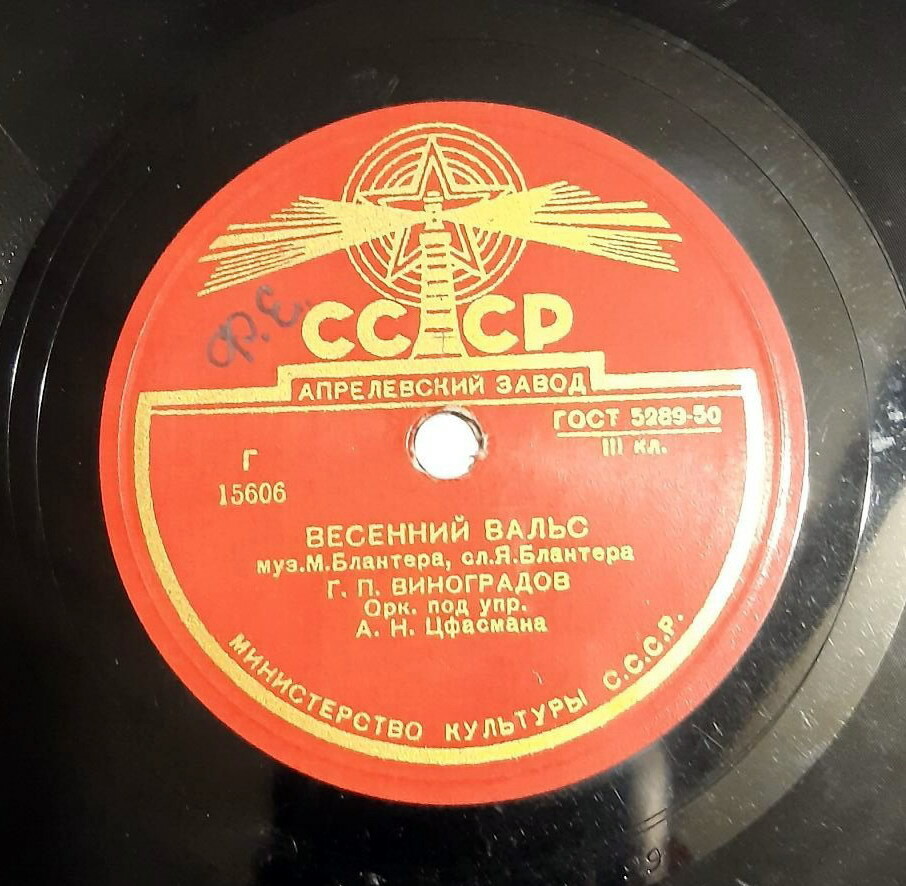 Ф.Е.
СССР
АПРЕЛЕВСКИЙ ЗАВОД
ГОСТ 5289-50
III кл.
Г
15606
ВЕСЕННИЙ ВАЛЬС
муз.М.Блантера, сл.Я.Блантера
Г. П. ВИНОГРАДОВ
Орк. под упр.
А. Н. Цфасмана
МИНИСТЕРСТВО КУЛЬТУРЫ С.С.С.Р.